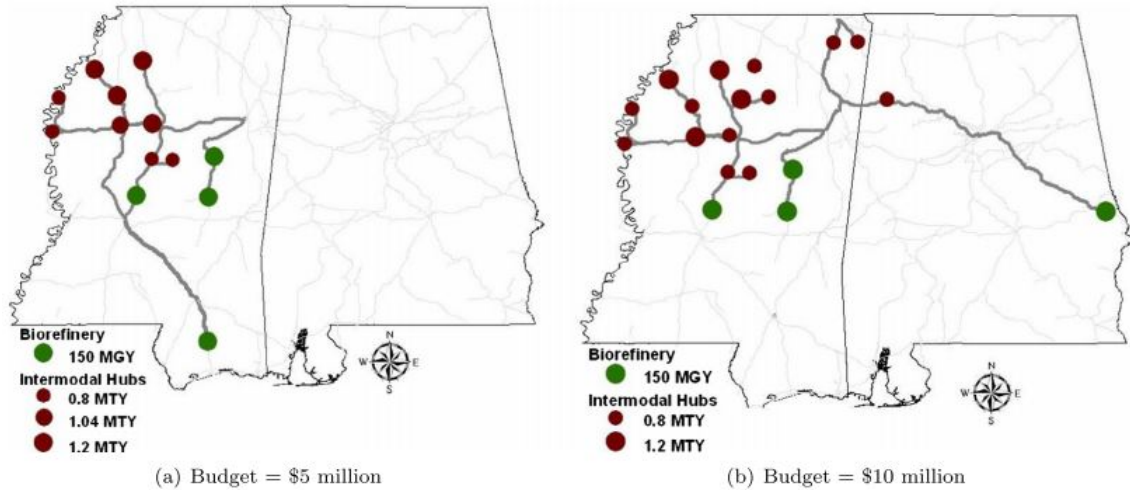 N
W E
S
Biorefinery
150 MGY
Intermodal Hubs
0.8 MTY
1.04 MTY
1.2 MTY
(a) Budget = $5 million
N
W E
S
Biorefinery
150 MGY
Intermodal Hubs
0.8 MTY
1.2 MTY
(b) Budget = $10 million